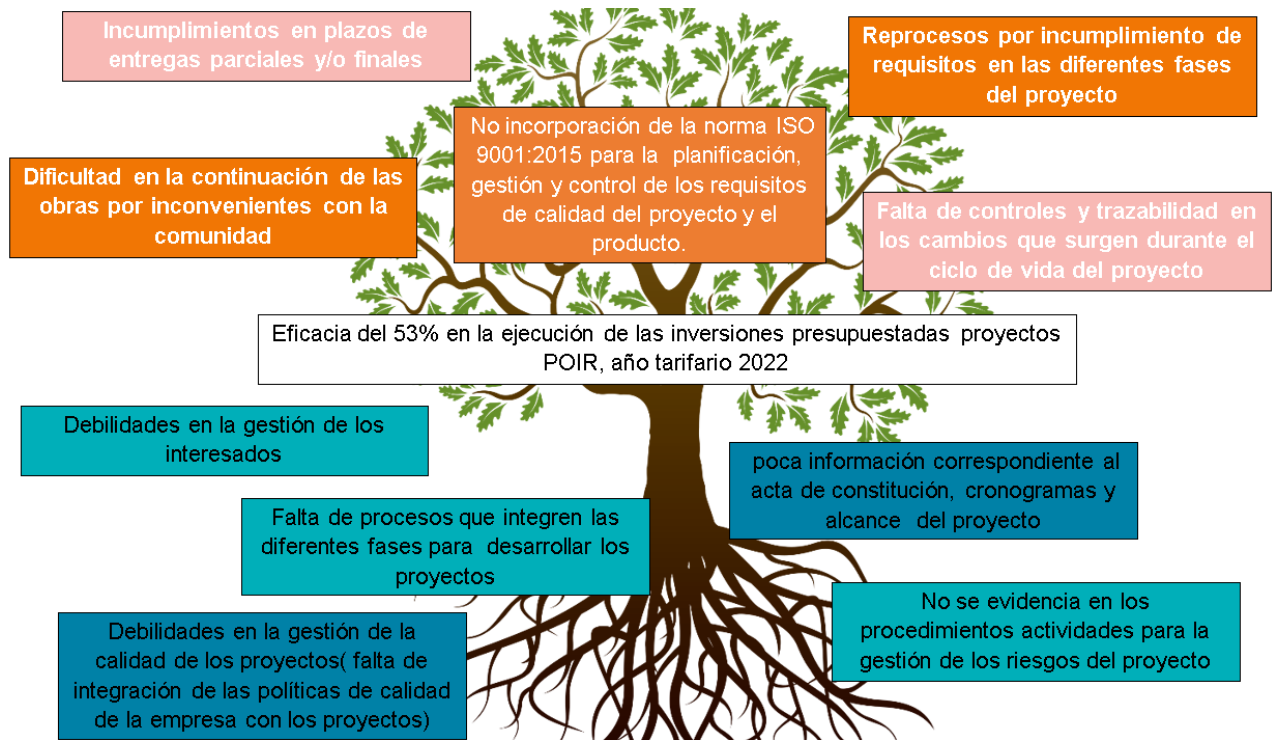 Incumplimientos en plazos de
entregas parciales y/o finales
Reprocesos por incumplimiento de
requisitos en las diferentes fases
del proyecto
No incorporación de la norma ISO
9001:2015 para la planificación,
gestión y control de los requisitos
de calidad del proyecto y el
producto.
Dificultad en la continuación de las
obras por inconvenientes con la
comunidad
Falta de controles y trazabilidad en
los cambios que surgen durante el
ciclo de vida del proyecto
Eficacia del 53% en la ejecución de las inversiones presupuestadas proyectos
POIR, año tarifario 2022
Debilidades en la gestión de los
interesados
poca información correspondiente al
acta de constitución, cronogramas y
alcance del proyecto
Falta de procesos que integren las
diferentes fases para desarrollar los
proyectos
No se evidencia en los
procedimientos actividades para la
gestión de los riesgos del proyecto
Debilidades en la gestión de la
calidad de los proyectos( falta de
integración de las políticas de calidad
de la empresa con los proyectos)